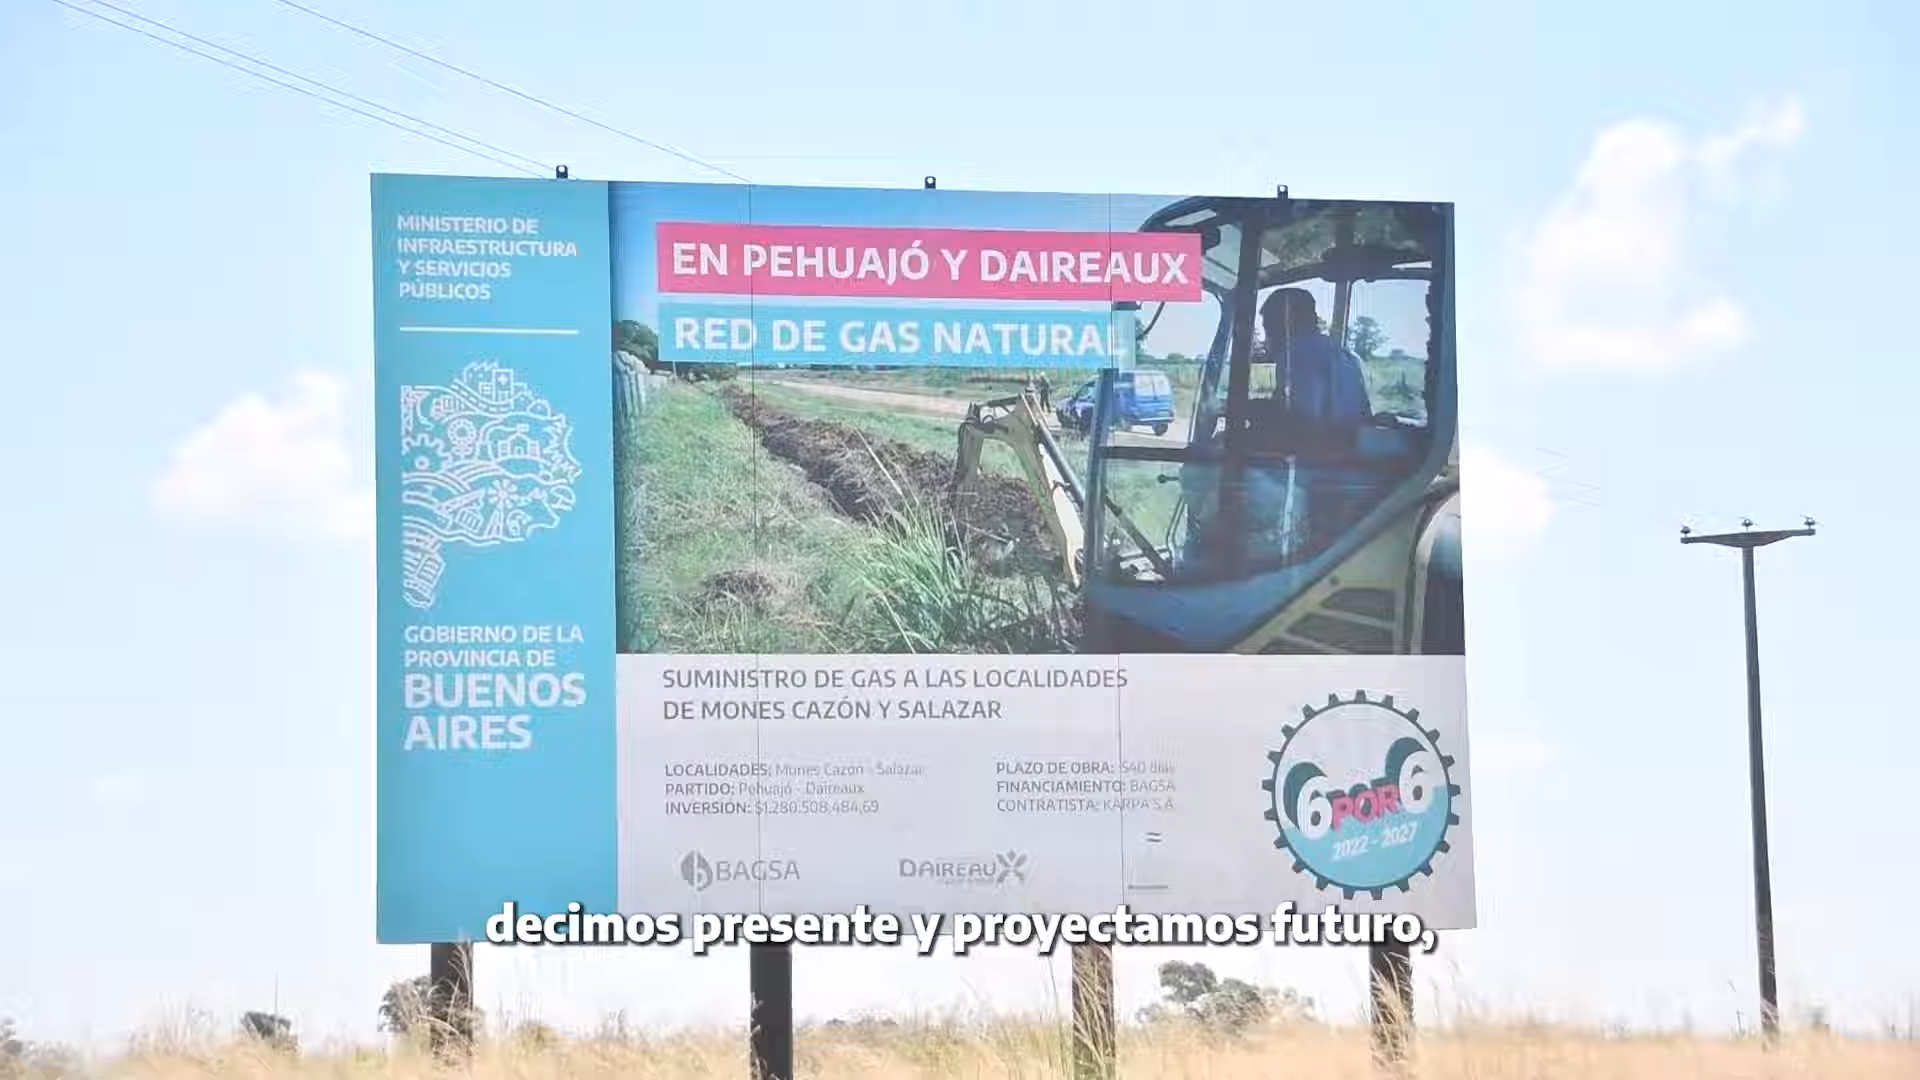 MINISTERIO DE
INFRAESTRUCTURA
Y SERVICIOS
PÚBLICOS
GOBIERNO DE LA
PROVINCIA DE
BUENOS
AIRES
EN PEHUAJÓ Y DAIREAUX
RED DE GAS NATURAL
SUMINISTRO DE GAS A LAS LOCALIDADES
DE MONES CAZÓN Y SALAZAR
LOCALIDADES: Mones Cazón - Salazar
PARTIDO: Pehuajó - Daireaux
INVERSIÓN: $1.280.508.484,69
PLAZO DE OBRA: 540 días
FINANCIAMIENTO: BAGSA
CONTRATISTA: KARPA S.A.
BAGSA
DAIREAUX
6 POR 6
2022 - 2027
decimos presente y proyectamos futuro,